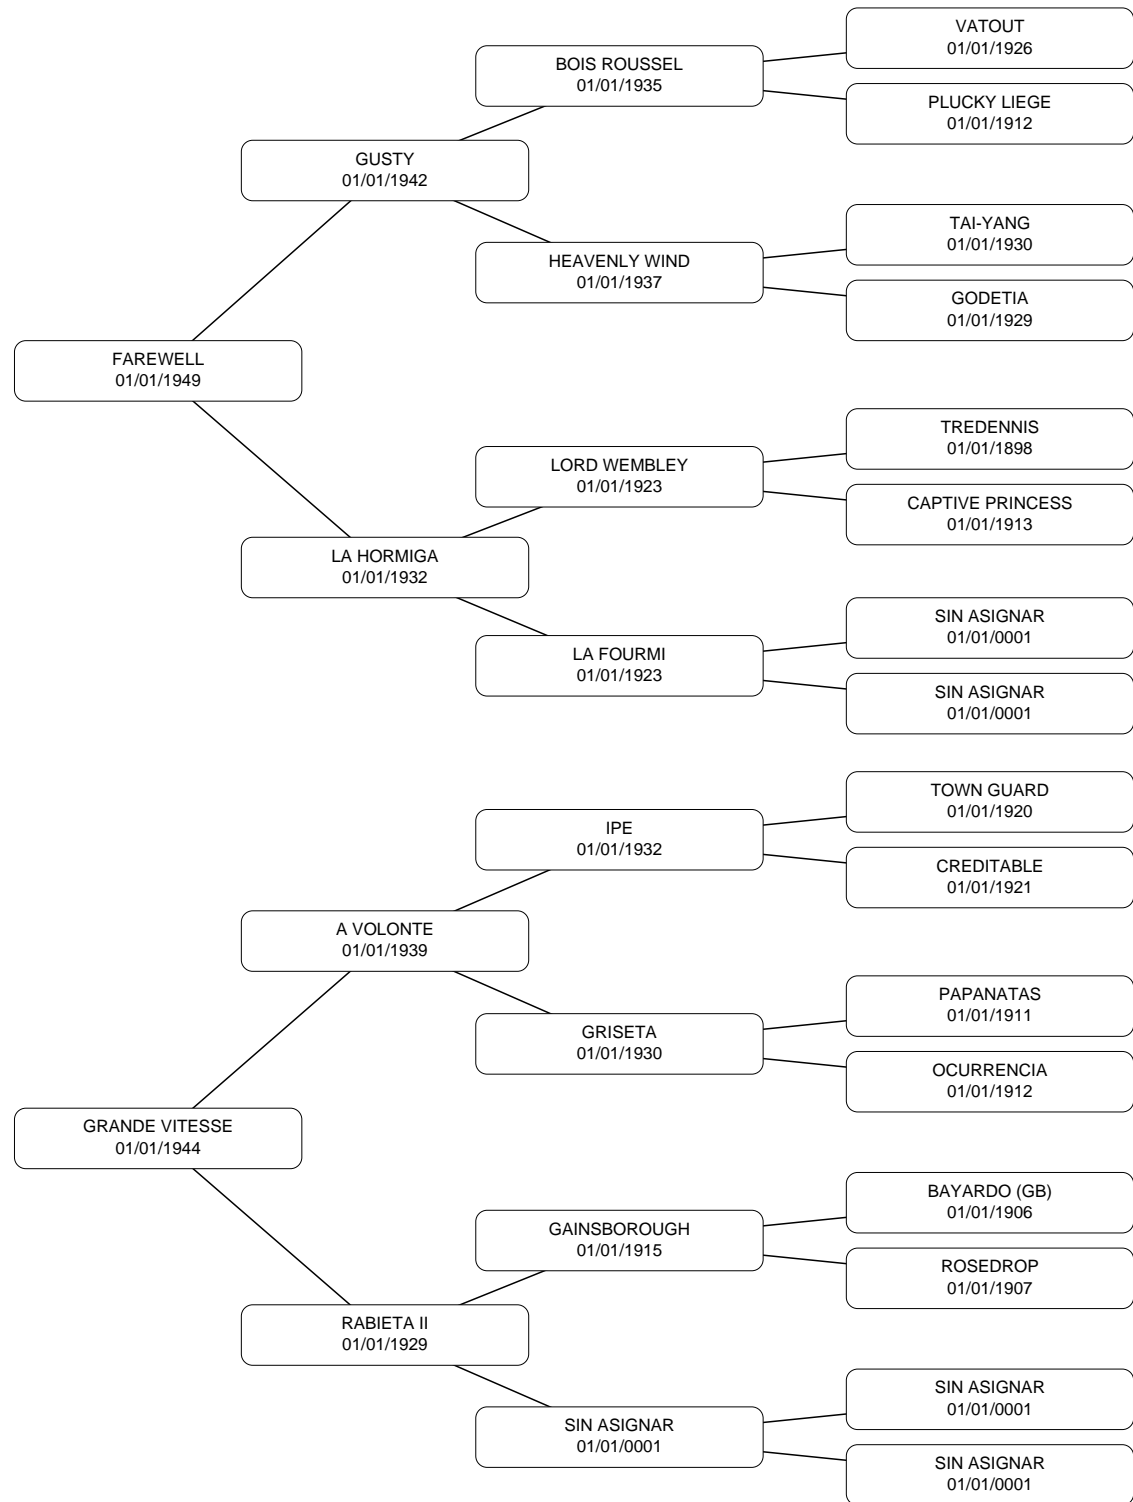 VATOUT
01/01/1926
BOIS ROUSSEL
01/01/1935
PLUCKY LIEGE
01/01/1912
GUSTY
01/01/1942
TAI-YANG
01/01/1930
HEAVENLY WIND
01/01/1937
GODETIA
01/01/1929
FAREWELL
01/01/1949
TREDENNIS
01/01/1898
LORD WEMBLEY
01/01/1923
CAPTIVE PRINCESS
01/01/1913
LA HORMIGA
01/01/1932
SIN ASIGNAR
01/01/0001
LA FOURMI
01/01/1923
SIN ASIGNAR
01/01/0001
TOWN GUARD
01/01/1920
IPE
01/01/1932
CREDITABLE
01/01/1921
A VOLONTE
01/01/1939
PAPANATAS
01/01/1911
GRISETA
01/01/1930
OCURRENCIA
01/01/1912
GRANDE VITESSE
01/01/1944
BAYARDO (GB)
01/01/1906
GAINSBOROUGH
01/01/1915
ROSEDROP
01/01/1907
RABIETA II
01/01/1929
SIN ASIGNAR
01/01/0001
SIN ASIGNAR
01/01/0001
SIN ASIGNAR
01/01/0001